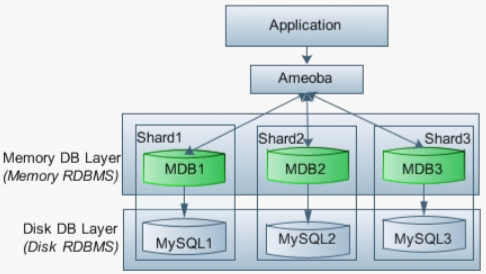 Application
Ameoba
Shard1
Shard2
Shard3
Memory DB Layer
(Memory RDBMS)
MDB1
MDB2
MDB3
Disk DB Layer
(Disk RDBMS)
MySQL1
MySQL2
MySQL3